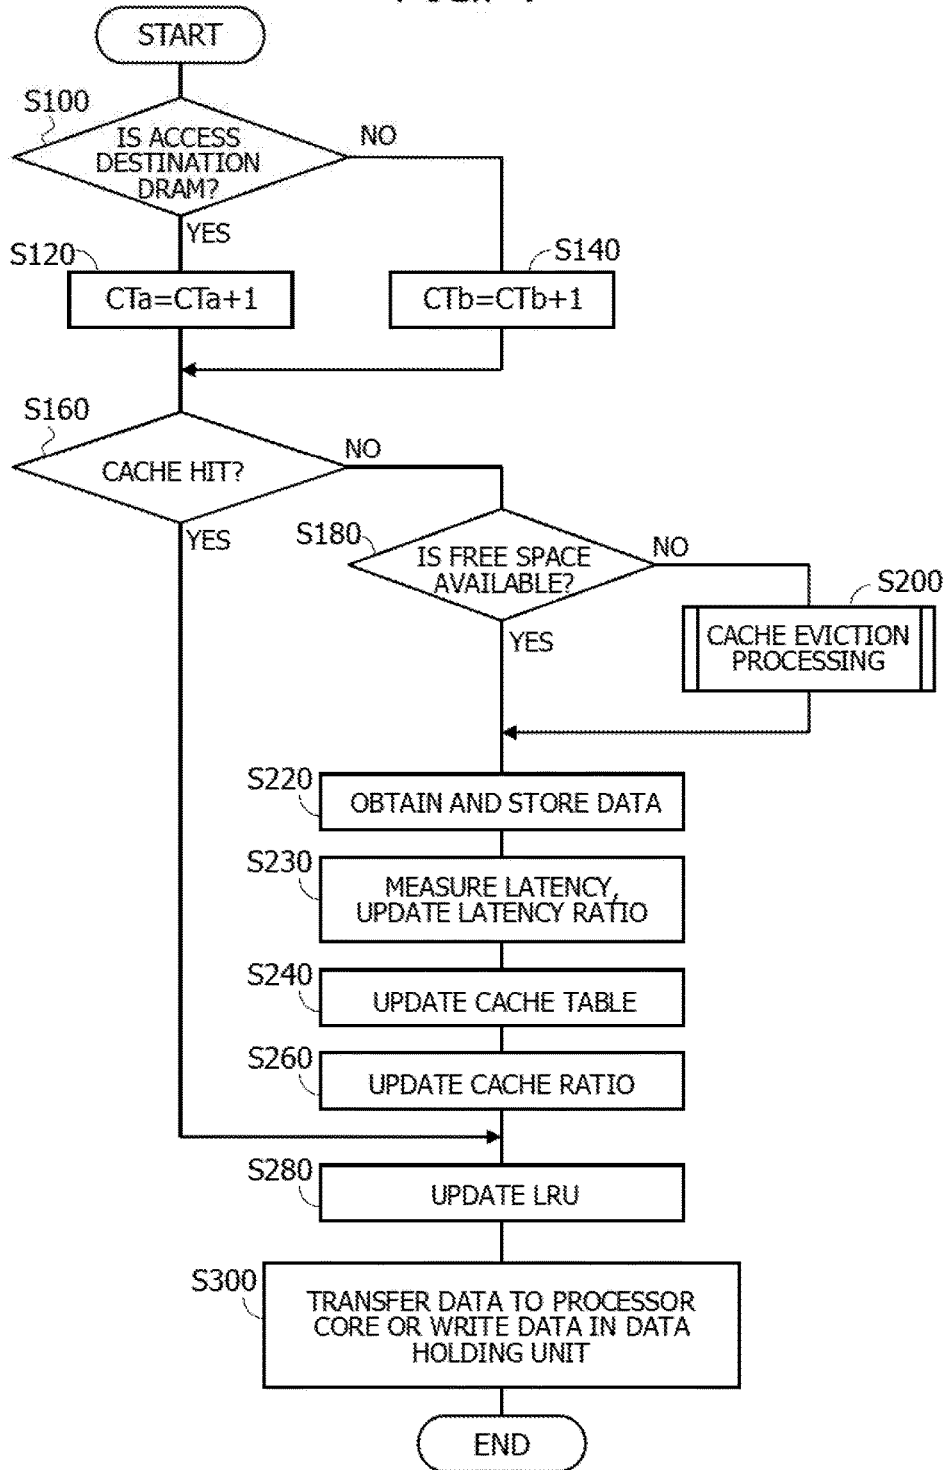 START
S100
IS ACCESS
DESTINATION
DRAM?
NO
YES
S120
CTa=CTa+1
S140
CTb=CTb+1
S160
CACHE HIT?
NO
YES
S180
IS FREE SPACE
AVAILABLE?
NO
YES
S200
CACHE EVICTION
PROCESSING
S220
OBTAIN AND STORE DATA
S230
MEASURE LATENCY,
UPDATE LATENCY RATIO
S240
UPDATE CACHE TABLE
S260
UPDATE CACHE RATIO
S280
UPDATE LRU
S300
TRANSFER DATA TO PROCESSOR
CORE OR WRITE DATA IN DATA
HOLDING UNIT
END